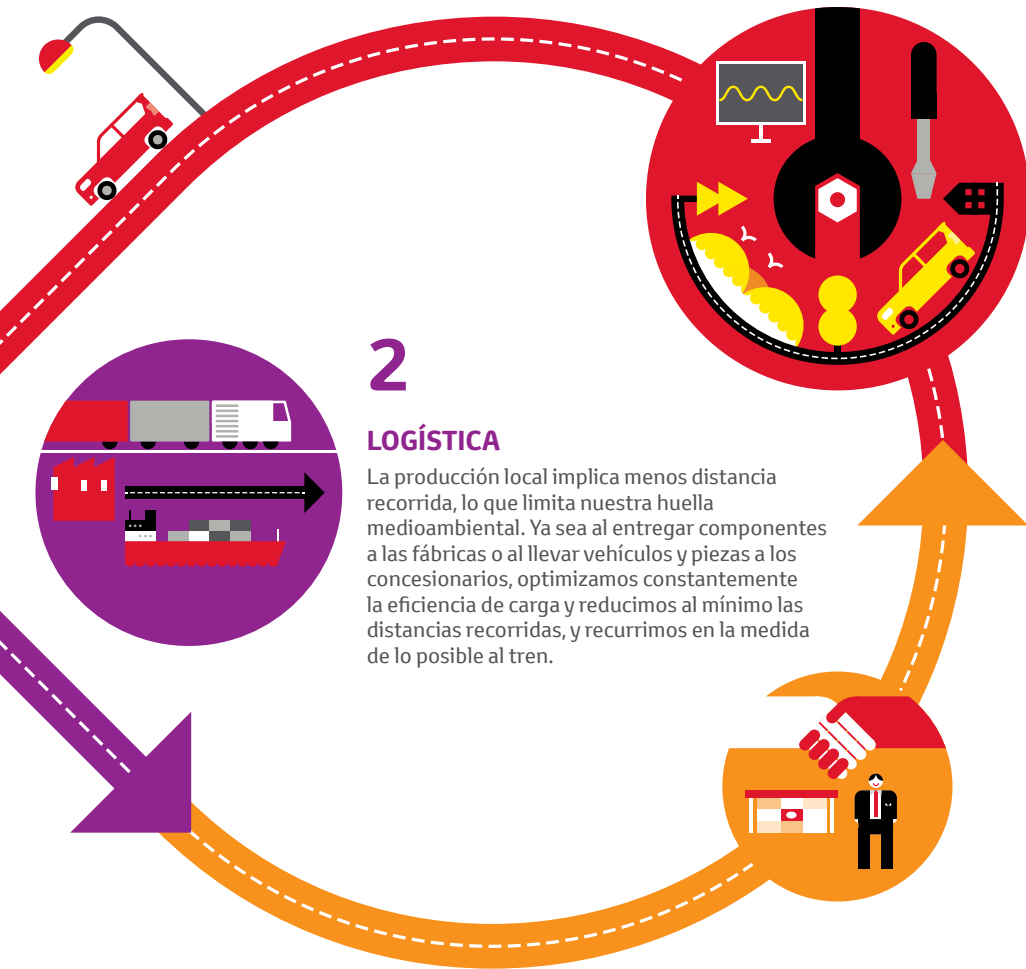 2
LOGÍSTICA
La producción local implica menos distancia
recorrida, lo que limita nuestra huella
medioambiental. Ya sea al entregar componentes
a las fábricas o al llevar vehículos y piezas a los
concesionarios, optimizamos constantemente
la eficiencia de carga y reducimos al mínimo las
distancias recorridas, y recurrimos en la medida
de lo posible al tren.